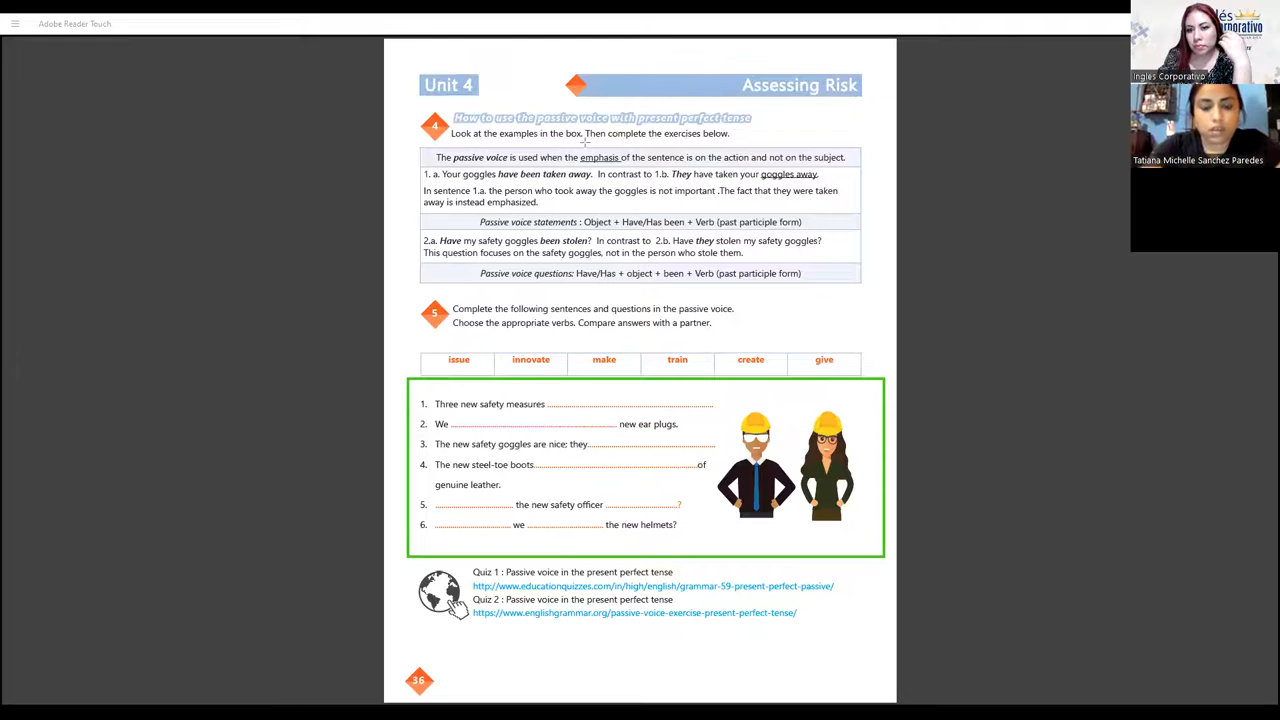 Adobe Reader Touch
Unit 4
Assessing Risk
4
How to use the passive voice with present perfect tense
Look at the examples in the box. Then complete the exercises below.
The passive voice is used when the emphasis of the sentence is on the action and not on the subject.
1. a. Your goggles have been taken away. In contrast to 1.b. They have taken your goggles away.
In sentence 1.a. the person who took away the goggles is not important .The fact that they were taken
away is instead emphasized.
Passive voice statements : Object + Have/Has been + Verb (past participle form)
2.a. Have my safety goggles been stolen? In contrast to 2.b. Have they stolen my safety goggles?
This question focuses on the safety goggles, not in the person who stole them.
Passive voice questions: Have/Has + object + been + Verb (past participle form)
5
Complete the following sentences and questions in the passive voice.
Choose the appropriate verbs. Compare answers with a partner.
issue innovate make train create give
1. Three new safety measures ..........................................................................
2. We .......................................................................... new ear plugs.
3. The new safety goggles are nice; they.........................................................
4. The new steel-toe boots..........................................................................of
genuine leather.
5. ................................... the new safety officer ................................?
6. .................................. we ................................. the new helmets?
Quiz 1 : Passive voice in the present perfect tense
http://www.educationquizzes.com/in/high/english/grammar-59-present-perfect-passive/
Quiz 2 : Passive voice in the present perfect tense
https://www.englishgrammar.org/passive-voice-exercise-present-perfect-tense/
36
Ingles Corporativo
Tatiana Michelle Sanchez Paredes